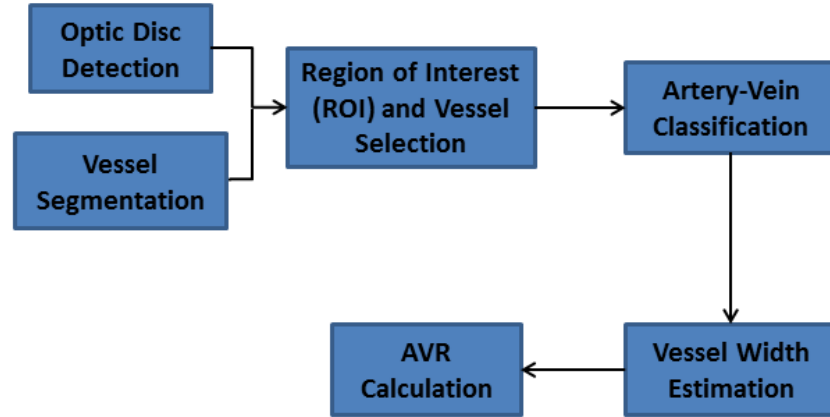 Optic Disc
Detection
Vessel
Segmentation
Region of Interest
(ROI) and Vessel
Selection
Artery-Vein
Classification
Vessel Width
Estimation
AVR
Calculation